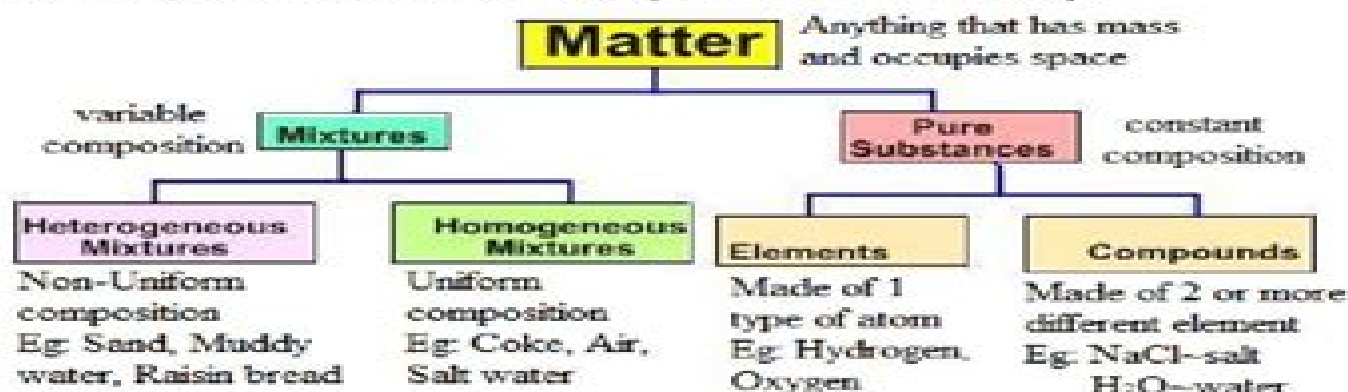 Matter
Anything that has mass
and occupies space
variable
composition
Mixtures
Pure
Substances
constant
composition
Heterogeneous
Mixtures
Non-Uniform
composition
Eg: Sand, Muddy
water, Raisin bread
Homogeneous
Mixtures
Uniform
composition
Eg: Coke, Air,
Salt water
Elements
Made of 1
type of atom
Eg: Hydrogen,
Oxygen
Compounds
Made of 2 or more
different element
Eg: NaCl~salt
H₂O~water